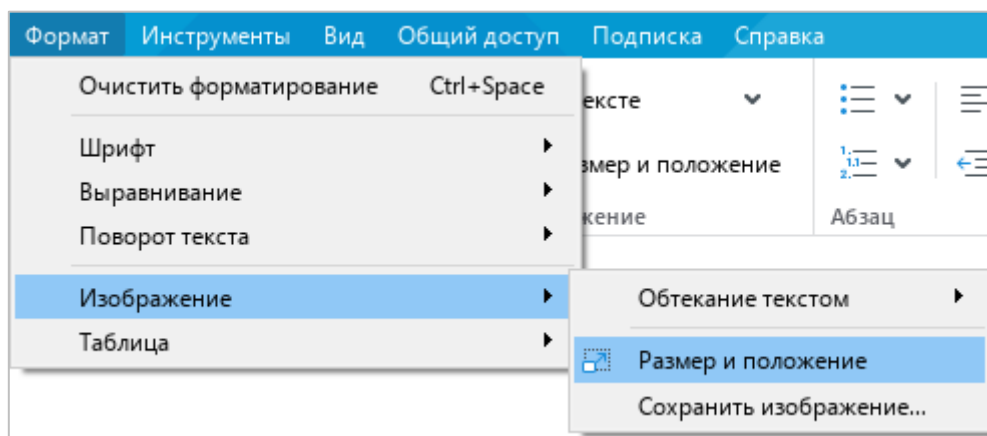 Формат Инструменты Вид Общий доступ Подписка Справка
Очистить форматирование Ctrl+Space
ексте
Шрифт
змер и положение
Выравнивание
Поворот текста
жение
Абзац
Изображение
Обтекание текстом
Таблица
Размер и положение
Сохранить изображение...